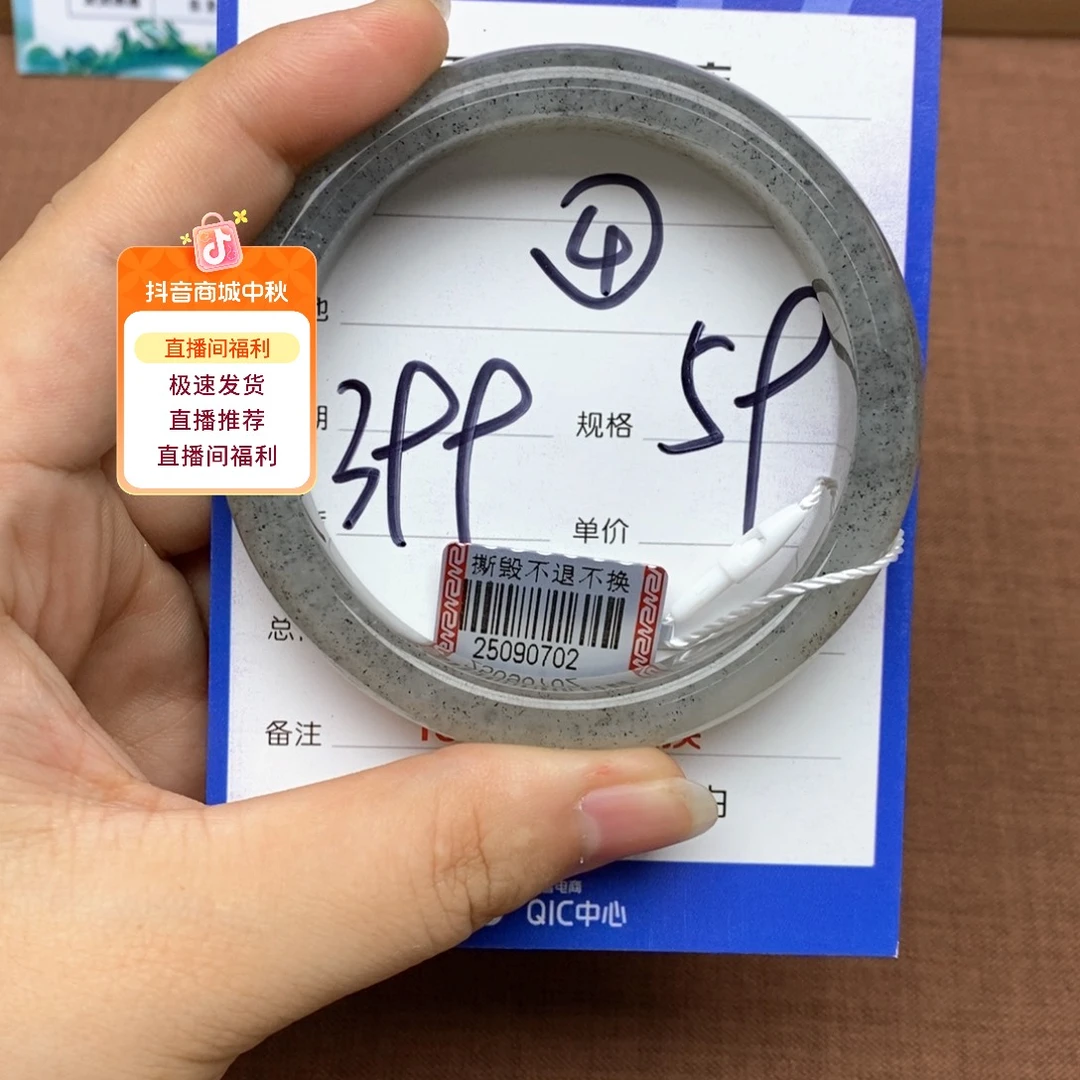 ④
抖音商城中秋
直播间福利
极速发货
直播推荐
直播间福利
规格
5P
3PP
单价
撕毁不退不换
25090702
备注
QIC中心